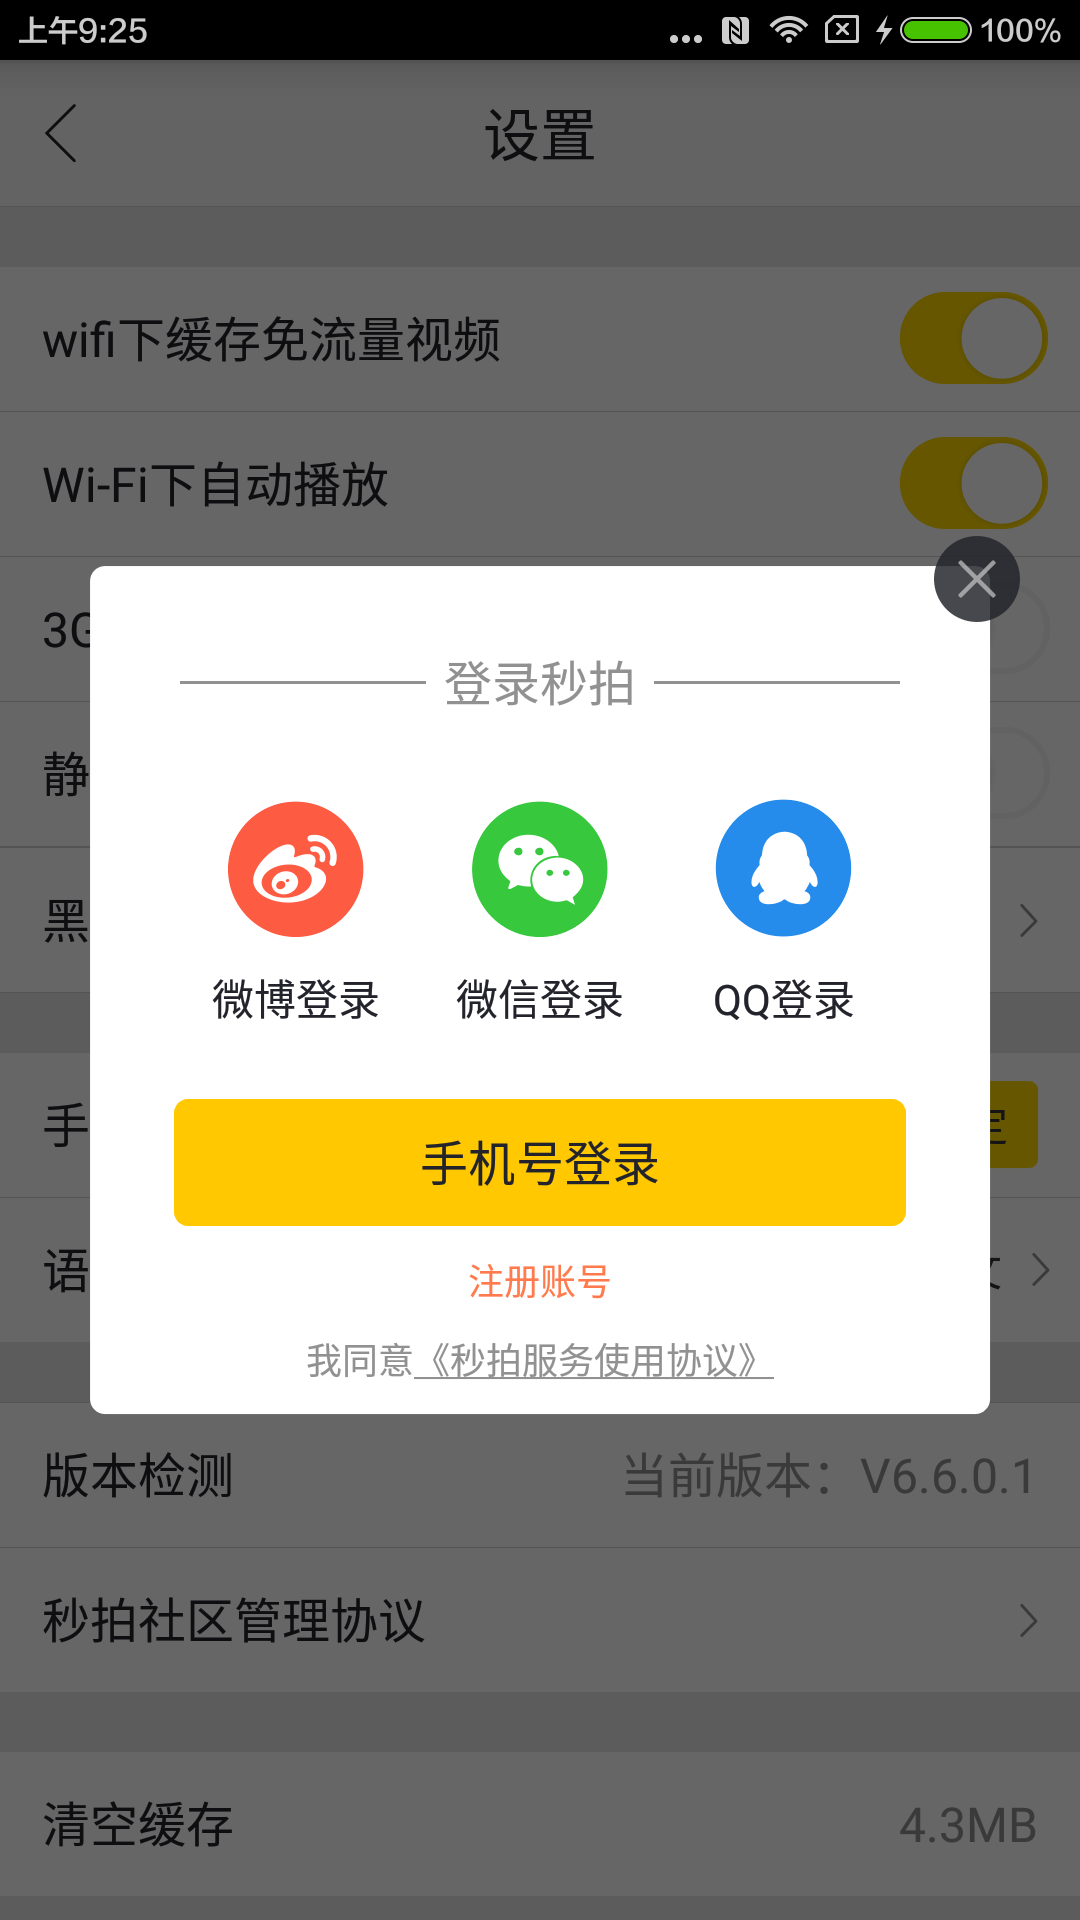 上午9:25
100%
设置
wifi下缓存免流量视频
Wi-Fi下自动播放
3G
静
黑
手
语
登录秒拍
微博登录
微信登录
QQ登录
手机号登录
注册账号
我同意《秒拍服务使用协议》
版本检测
当前版本：V6.6.0.1
秒拍社区管理协议
清空缓存
4.3MB